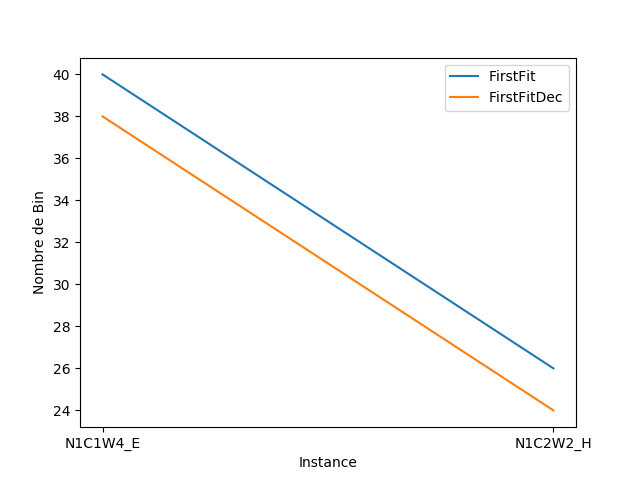 FirstFit
FirstFitDec
40
38
36
34
32
30
28
26
24
Nombre de Bin
N1C1W4_E
N1C2W2_H
Instance